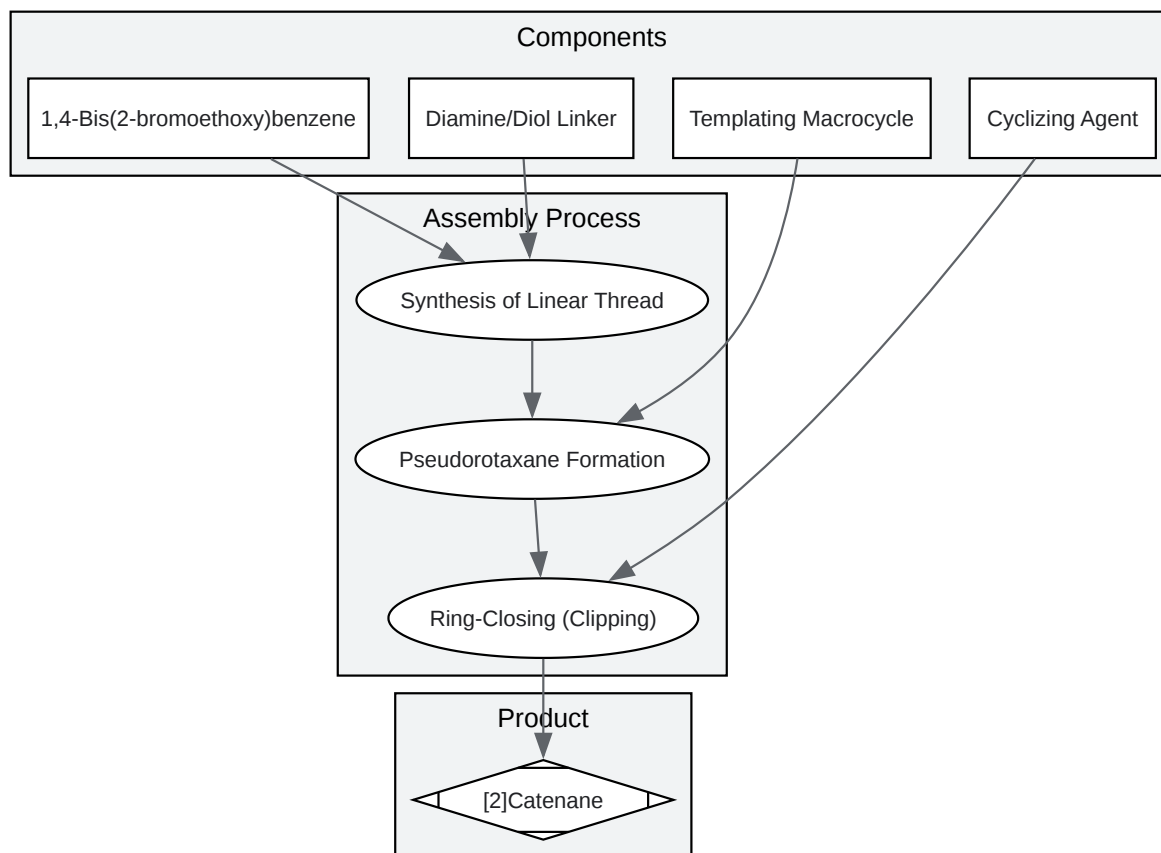 Components
1,4-Bis(2-bromoethoxy)benzene
Diamine/Diol Linker
Templating Macrocycle
Cyclizing Agent
Assembly Process
Synthesis of Linear Thread
Pseudorotaxane Formation
Ring-Closing (Clipping)
Product
[2]Catenane